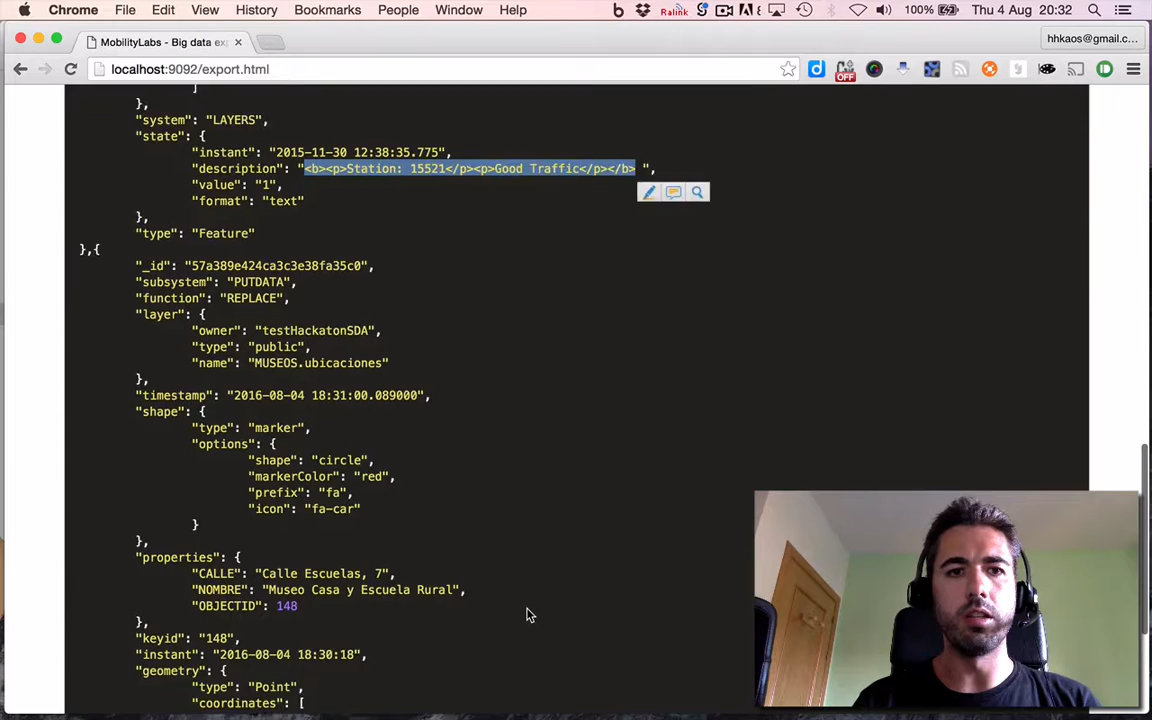 Chrome File Edit View History Bookmarks People Window Help Ralink 100% Thu 4 Aug 20:32
MobilityLabs - Big data exp
hhkaos@gmail.c...
localhost:9092/export.html
OFF
]
},
"system": "LAYERS",
"state": {
"instant": "2015-11-30 12:38:35.775",
"description": "<b><p>Station: 15521</p><p>Good Traffic</p></b> ",
"value": "1",
"format": "text"
},
"type": "Feature"
},{
"_id": "57a389e424ca3c3e38fa35c0",
"subsystem": "PUTDATA",
"function": "REPLACE",
"layer": {
"owner": "testHackatonSDA",
"type": "public",
"name": "MUSEOS.ubicaciones"
},
"timestamp": "2016-08-04 18:31:00.089000",
"shape": {
"type": "marker",
"options": {
"shape": "circle",
"markerColor": "red",
"prefix": "fa",
"icon": "fa-car"
}
},
"properties": {
"CALLE": "Calle Escuelas, 7",
"NOMBRE": "Museo Casa y Escuela Rural",
"OBJECTID": 148
},
"keyid": "148",
"instant": "2016-08-04 18:30:18",
"geometry": {
"type": "Point",
"coordinates": [